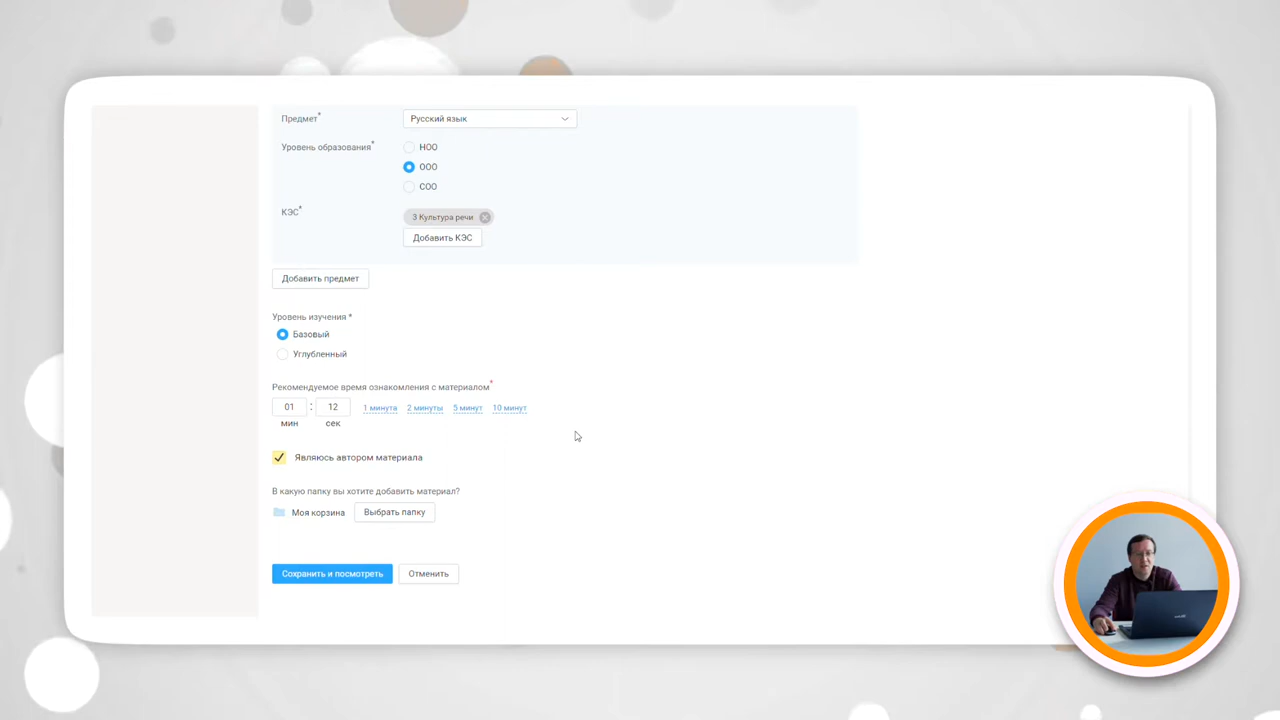 Предмет*
Русский язык
Уровень образования*
НОО
ООО
СОО
КЭС*
3 Культура речи
Добавить КЭС
Добавить предмет
Уровень изучения *
Базовый
Углубленный
Рекомендуемое время ознакомления с материалом*
01 : 12 1 минута 2 минуты 5 минут 10 минут
мин сек
Являюсь автором материала
В какую папку вы хотите добавить материал?
Моя корзина Выбрать папку
Сохранить и посмотреть Отменить